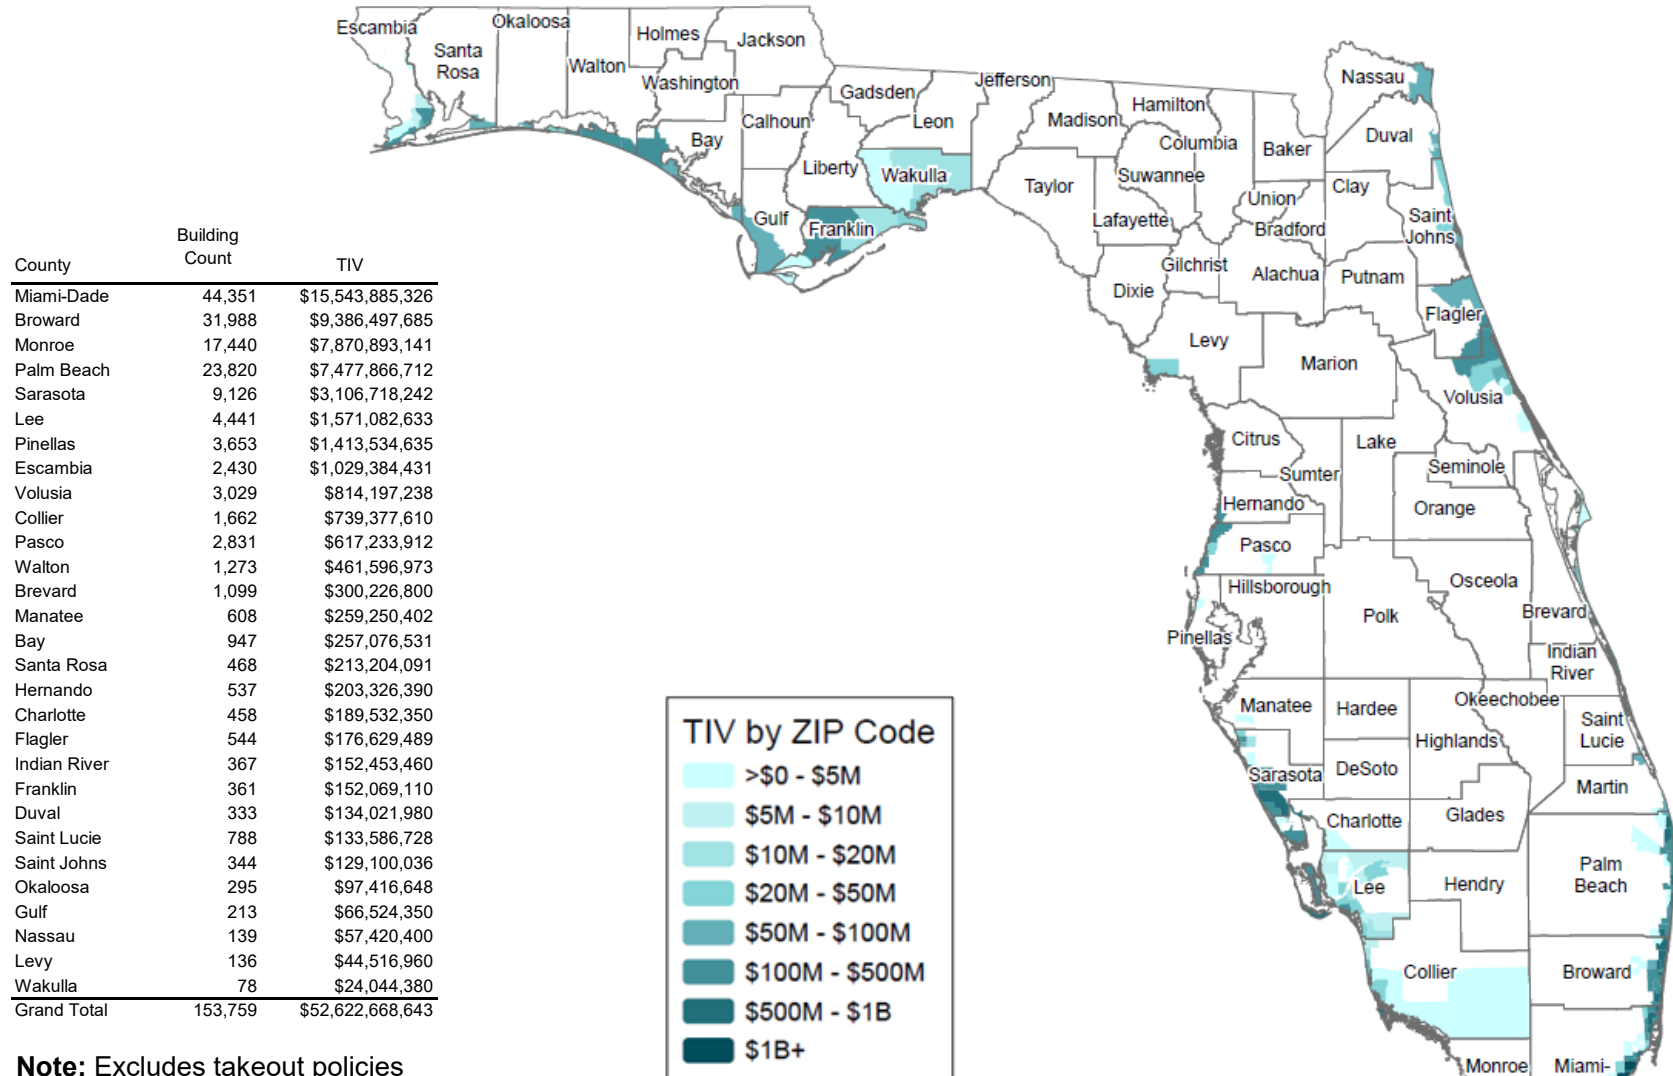 Building
County Count TIV
Miami-Dade 44,351 $15,543,885,326
Broward 31,988 $9,386,497,685
Monroe 17,440 $7,870,893,141
Palm Beach 23,820 $7,477,866,712
Sarasota 9,126 $3,106,718,242
Lee 4,441 $1,571,082,633
Pinellas 3,653 $1,413,534,635
Escambia 2,430 $1,029,384,431
Volusia 3,029 $814,197,238
Collier 1,662 $739,377,610
Pasco 2,831 $617,233,912
Walton 1,273 $461,596,973
Brevard 1,099 $300,226,800
Manatee 608 $259,250,402
Bay 947 $257,076,531
Santa Rosa 468 $213,204,091
Hernando 537 $203,326,390
Charlotte 458 $189,532,350
Flagler 544 $176,629,489
Indian River 367 $152,453,460
Franklin 361 $152,069,110
Duval 333 $134,021,980
Saint Lucie 788 $133,586,728
Saint Johns 344 $129,100,036
Okaloosa 295 $97,416,648
Gulf 213 $66,524,350
Nassau 139 $57,420,400
Levy 136 $44,516,960
Wakulla 78 $24,044,380
Grand Total 153,759 $52,622,668,643
Note: Excludes takeout policies
Escambia
Santa
Rosa
Okaloosa
Walton
Holmes
Washington
Jackson
Bay
Calhoun
Gulf
Liberty
Gadsden
Leon
Wakulla
Franklin
Jefferson
Madison
Taylor
Hamilton
Suwannee
Lafayette
Columbia
Dixie
Gilchrist
Baker
Union
Bradford
Alachua
Nassau
Duval
Clay
Saint
Johns
Putnam
Flagler
Levy
Marion
Volusia
Citrus
Sumter
Lake
Seminole
Hernando
Orange
Pasco
Hillsborough
Pinellas
Polk
Osceola
Brevard
Indian
River
Manatee
Hardee
Okeechobee
Highlands
Saint
Lucie
Sarasota
DeSoto
Martin
Charlotte
Glades
Lee
Hendry
Palm
Beach
Collier
Broward
Monroe
Miami-
TIV by ZIP Code
>$0 - $5M
$5M - $10M
$10M - $20M
$20M - $50M
$50M - $100M
$100M - $500M
$500M - $1B
$1B+